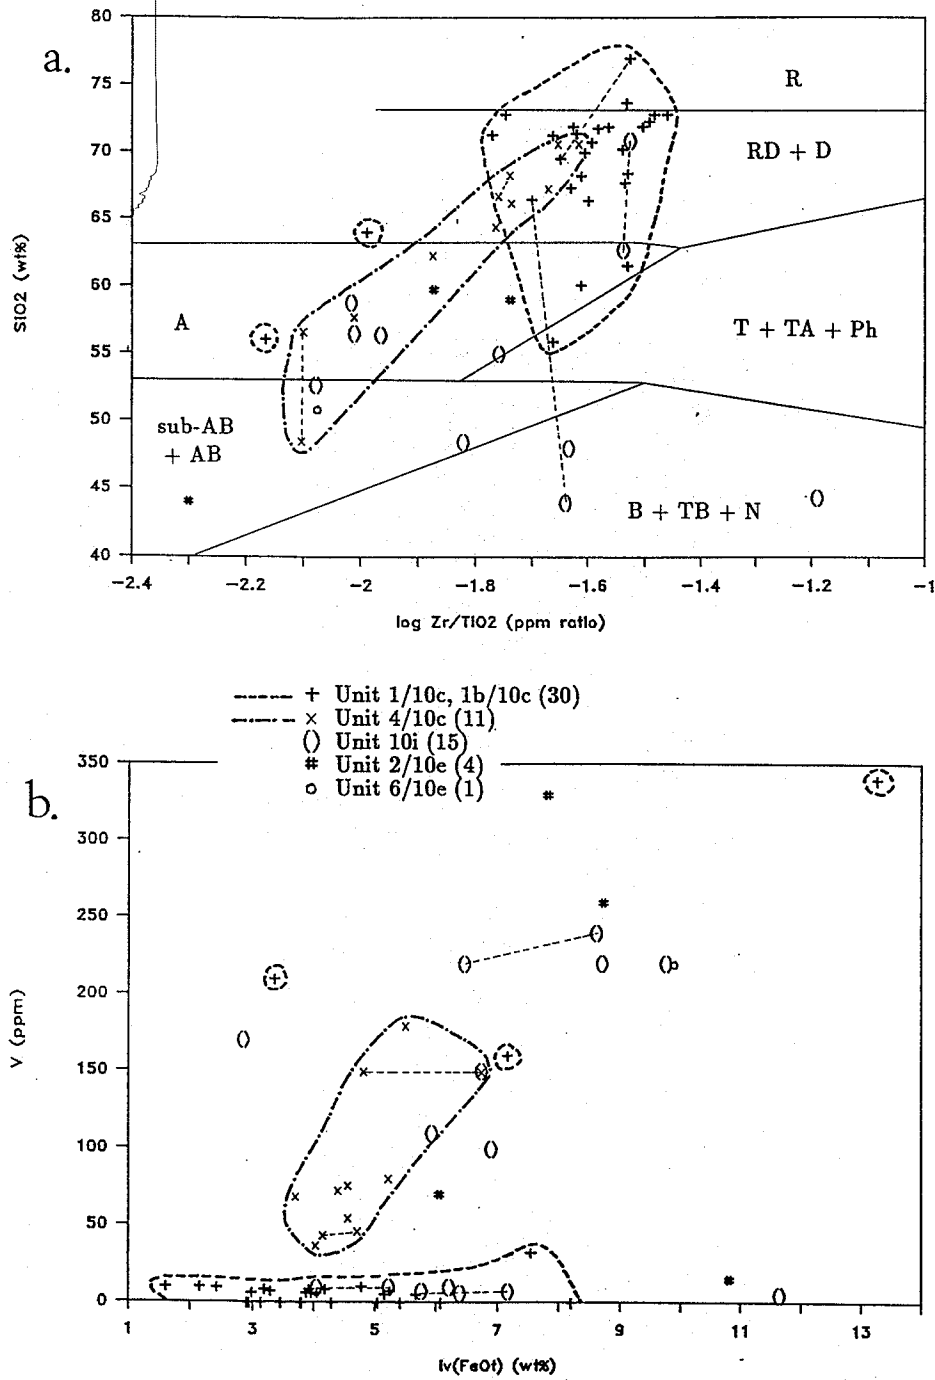 a.
80
75
70
65
60
55
50
45
40
SIO2 (wt%)
R
RD + D
A
T + TA + Ph
sub-AB
+ AB
B + TB + N
-2.4 -2.2 -2 -1.8 -1.6 -1.4 -1.2 -1
log Zr/TIO2 (ppm ratio)
+ Unit 1/10c, 1b/10c (30)
x Unit 4/10c (11)
() Unit 10i (15)
# Unit 2/10e (4)
o Unit 6/10e (1)
b.
350
300
250
200
150
100
50
0
V (ppm)
1 3 5 7 9 11 13
Iv(FeOt) (wt%)